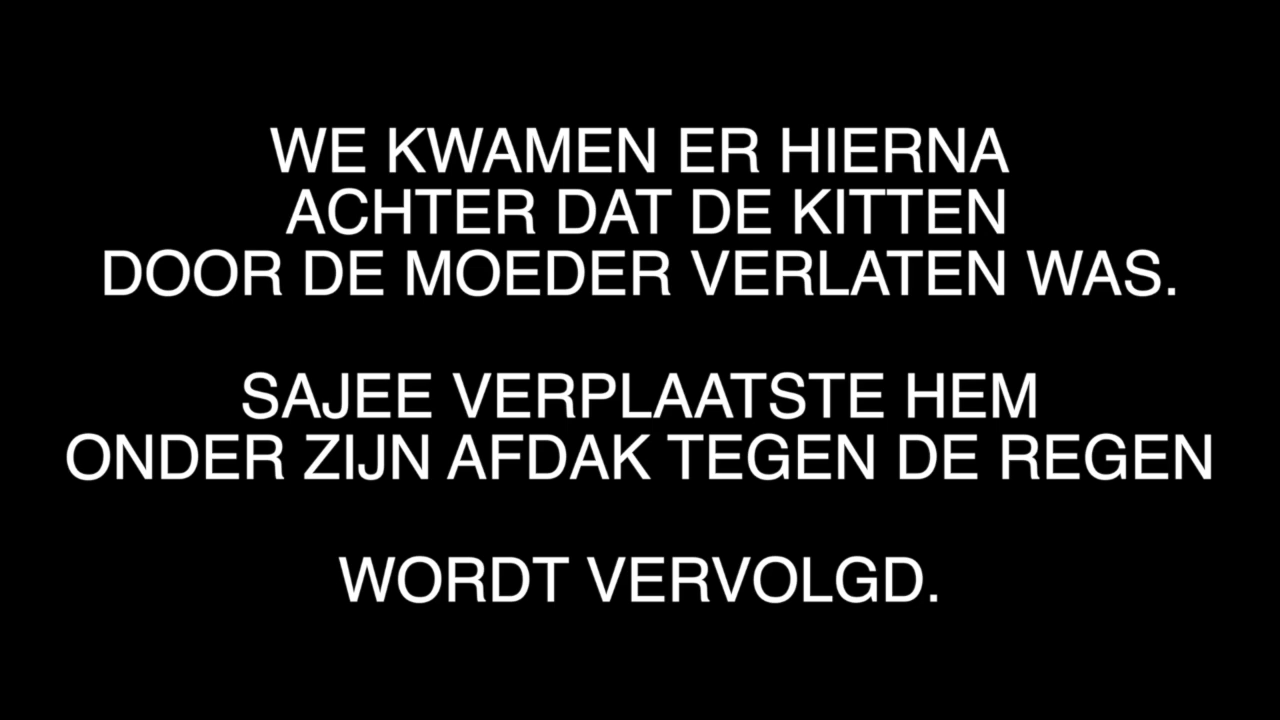 WE KWAMEN ER HIERNA
ACHTER DAT DE KITTEN
DOOR DE MOEDER VERLATEN WAS.
SAJEE VERPLAATSTE HEM
ONDER ZIJN AFDAK TEGEN DE REGEN
WORDT VERVOLGD.